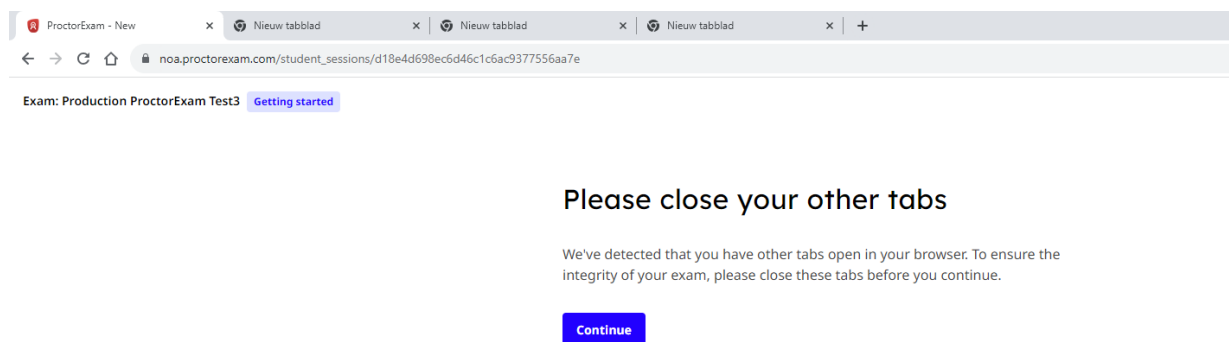 ProctorExam - New
Nieuw tabblad
Nieuw tabblad
Nieuw tabblad
noa.proctorexam.com/student_sessions/d18e4d698ec6d46c1c6ac9377556aa7e
Exam: Production ProctorExam Test3 Getting started
Please close your other tabs
We've detected that you have other tabs open in your browser. To ensure the
integrity of your exam, please close these tabs before you continue.
Continue